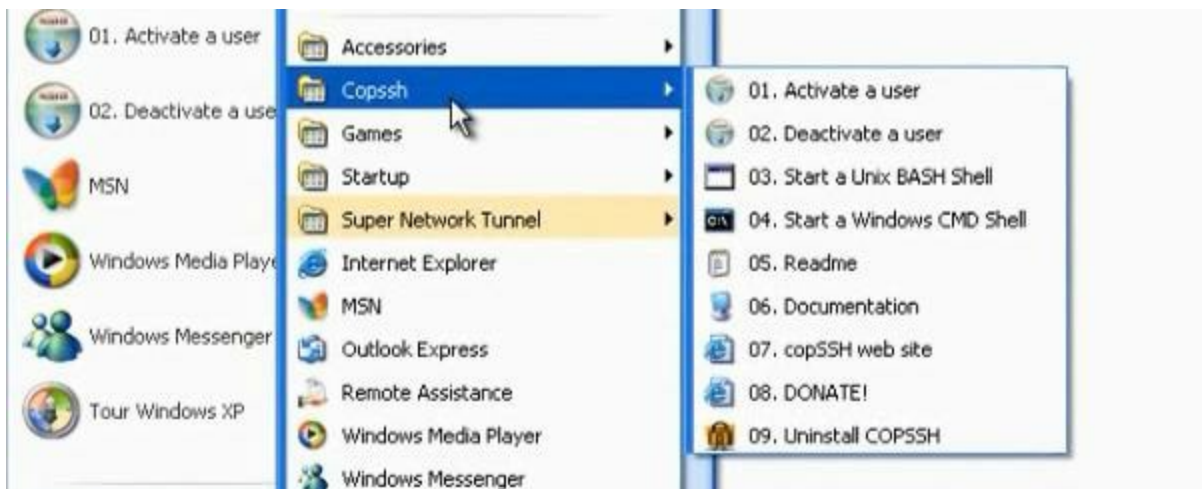 01. Activate a user
02. Deactivate a use
MSN
Windows Media Playe
Windows Messenger
Tour Windows XP
Accessories
Copssh
Games
Startup
Super Network Tunnel
Internet Explorer
MSN
Outlook Express
Remote Assistance
Windows Media Player
Windows Messenger
01. Activate a user
02. Deactivate a user
03. Start a Unix BASH Shell
04. Start a Windows CMD Shell
05. Readme
06. Documentation
07. copSSH web site
08. DONATE!
09. Uninstall COPSSH